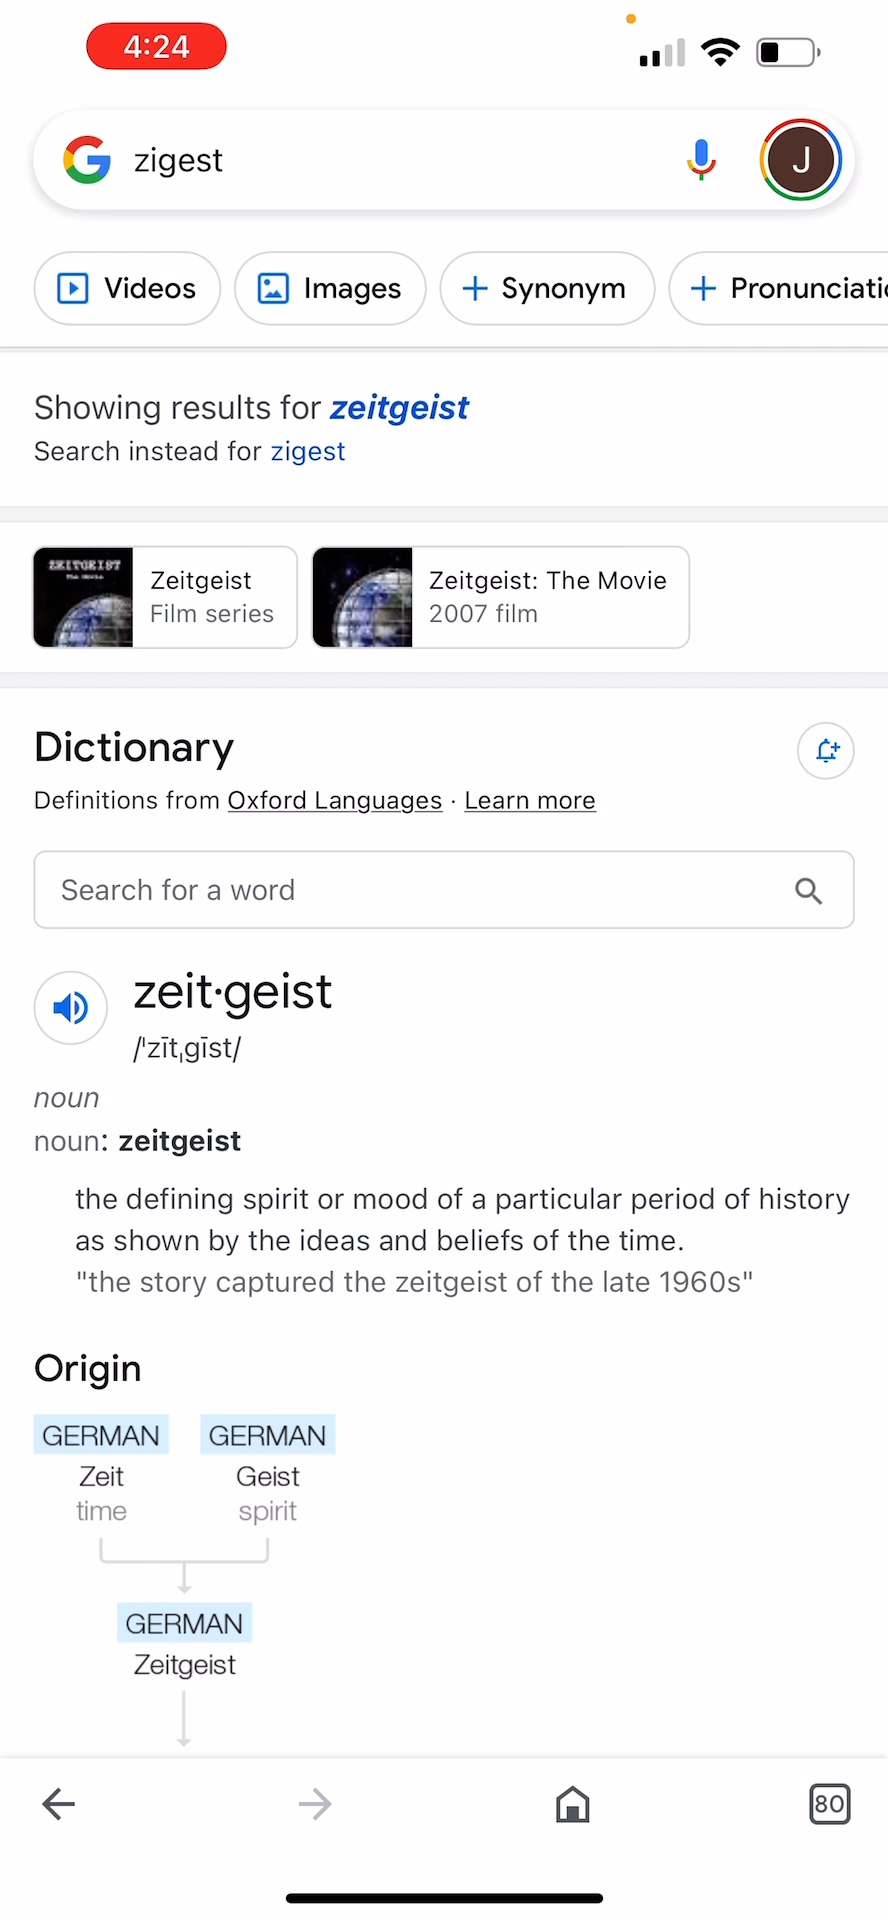 4:24
zigest
J
Videos
Images
Synonym
Showing results for zeitgeist
Search instead for zigest
ZEITGEIST
The Movie
Zeitgeist
Film series
Zeitgeist: The Movie
2007 film
Dictionary
Definitions from Oxford Languages · Learn more
Search for a word
zeit·geist
/ˈzītˌɡīst/
noun
noun: zeitgeist
the defining spirit or mood of a particular period of history
as shown by the ideas and beliefs of the time.
"the story captured the zeitgeist of the late 1960s"
Origin
GERMAN GERMAN
Zeit Geist
time spirit
GERMAN
Zeitgeist
80